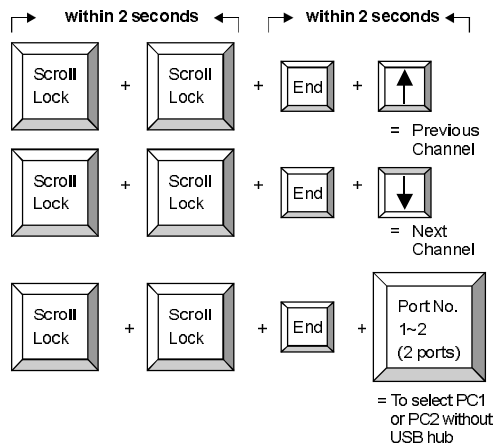 within 2 seconds within 2 seconds
Scroll Lock + Scroll Lock + End + ↑
= Previous Channel
Scroll Lock + Scroll Lock + End + ↓
= Next Channel
Scroll Lock + Scroll Lock + End + Port No. 1~2 (2 ports)
= To select PC1
or PC2 without
USB hub